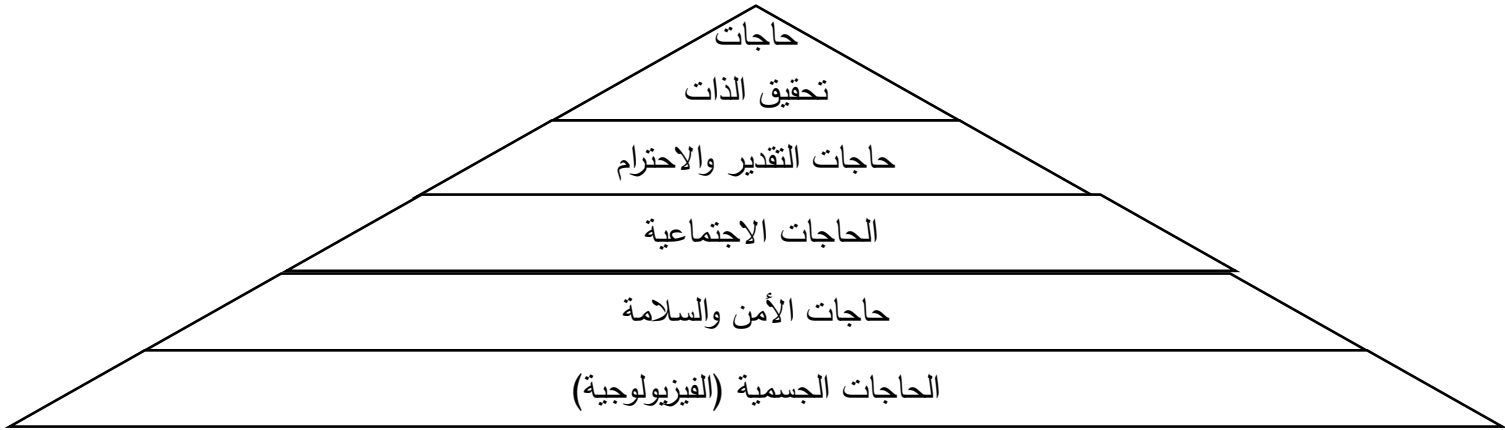 حاجات
تحقيق الذات
حاجات التقدير والاحترام
الحاجات الاجتماعية
حاجات الأمن والسلامة
الحاجات الجسمية (الفيزيولوجية)